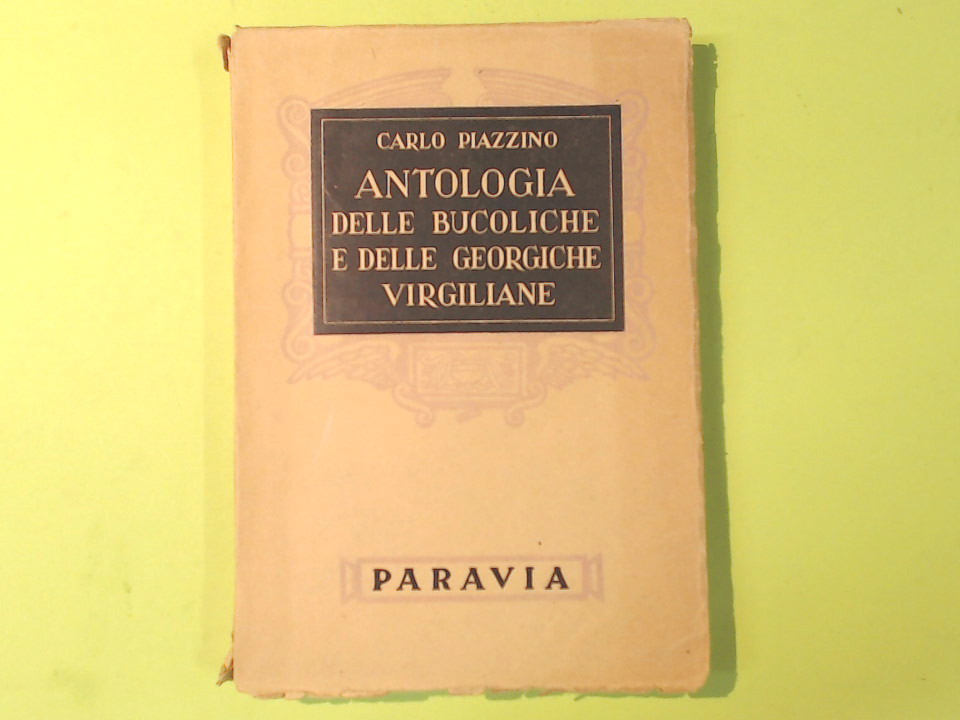 CARLO PIAZZINO
ANTOLOGIA
DELLE BUCOLICHE
E DELLE GEORGICHE
VIRGILIANE
PARAVIA